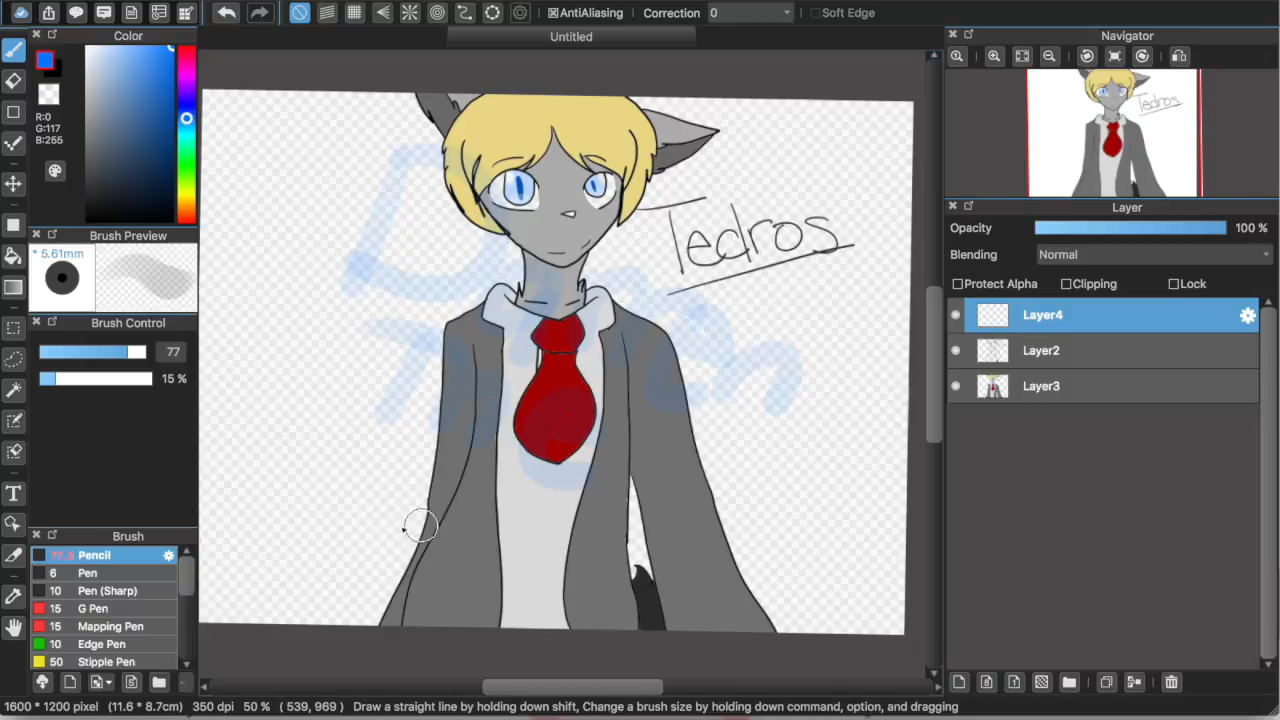 AntiAliasing Correction 0 Soft Edge
Untitled
Color
R:0
G:117
B:255
Brush Preview
* 5.61mm
Brush Control
77
15 %
Brush
77.3 Pencil
6 Pen
10 Pen (Sharp)
15 G Pen
15 Mapping Pen
10 Edge Pen
50 Stipple Pen
Tedros
Navigator
Tedros
Layer
Opacity 100 %
Blending Normal
Protect Alpha Clipping Lock
Layer4
Layer2
Layer3
1600 * 1200 pixel (11.6 * 8.7cm) 350 dpi 50 % ( 539, 969 ) Draw a straight line by holding down shift, Change a brush size by holding down command, option, and dragging